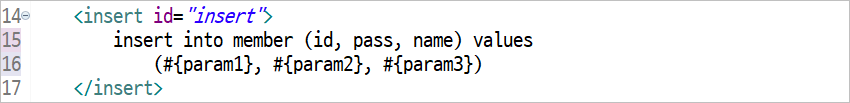 14 <insert id="insert">
15 insert into member (id, pass, name) values
16 (#{param1}, #{param2}, #{param3})
17 </insert>